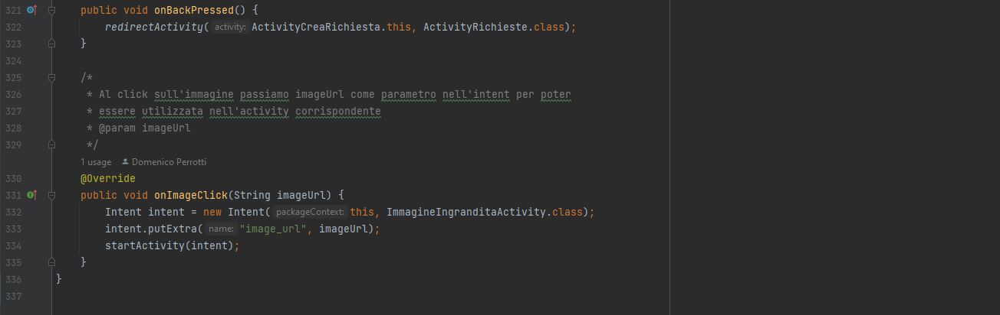 321 public void onBackPressed() {
322 redirectActivity( activity: ActivityCreaRichiesta.this, ActivityRichieste.class);
323 }
324
325 /*
326 * Al click sull'immagine passiamo imageUrl come parametro nell'intent per poter
327 * essere utilizzata nell'activity corrispondente
328 * @param imageUrl
329 */
1 usage Domenico Perrotti
330 @Override
331 public void onImageClick(String imageUrl) {
332 Intent intent = new Intent( packageContext: this, ImmagineIngranditaActivity.class);
333 intent.putExtra( name: "image_url", imageUrl);
334 startActivity(intent);
335 }
336 }
337